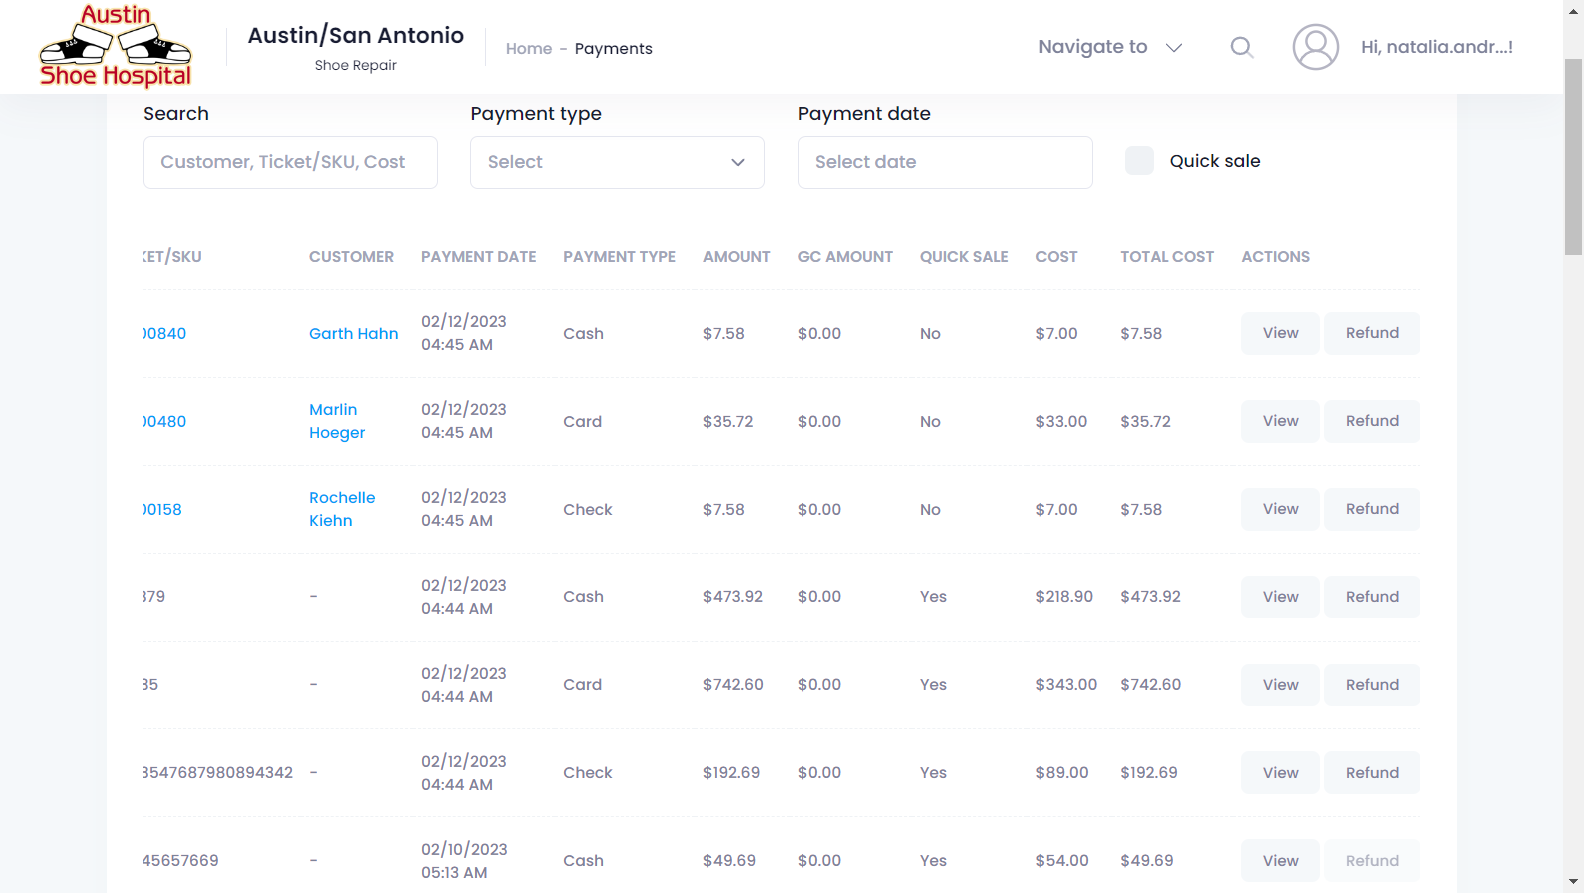 Austin
Shoe Hospital
Austin/San Antonio
Shoe Repair
Home - Payments
Navigate to
Hi, natalia.andr...!
Search
Payment type
Payment date
Customer, Ticket/SKU, Cost
Select
Select date
Quick sale
KET/SKU CUSTOMER PAYMENT DATE PAYMENT TYPE AMOUNT GC AMOUNT QUICK SALE COST TOTAL COST ACTIONS
00840 Garth Hahn 02/12/2023 04:45 AM Cash $7.58 $0.00 No $7.00 $7.58 View Refund
00480 Marlin Hoeger 02/12/2023 04:45 AM Card $35.72 $0.00 No $33.00 $35.72 View Refund
00158 Rochelle Kiehn 02/12/2023 04:45 AM Check $7.58 $0.00 No $7.00 $7.58 View Refund
379 - 02/12/2023 04:44 AM Cash $473.92 $0.00 Yes $218.90 $473.92 View Refund
35 - 02/12/2023 04:44 AM Card $742.60 $0.00 Yes $343.00 $742.60 View Refund
3547687980894342 - 02/12/2023 04:44 AM Check $192.69 $0.00 Yes $89.00 $192.69 View Refund
45657669 - 02/10/2023 05:13 AM Cash $49.69 $0.00 Yes $54.00 $49.69 View Refund